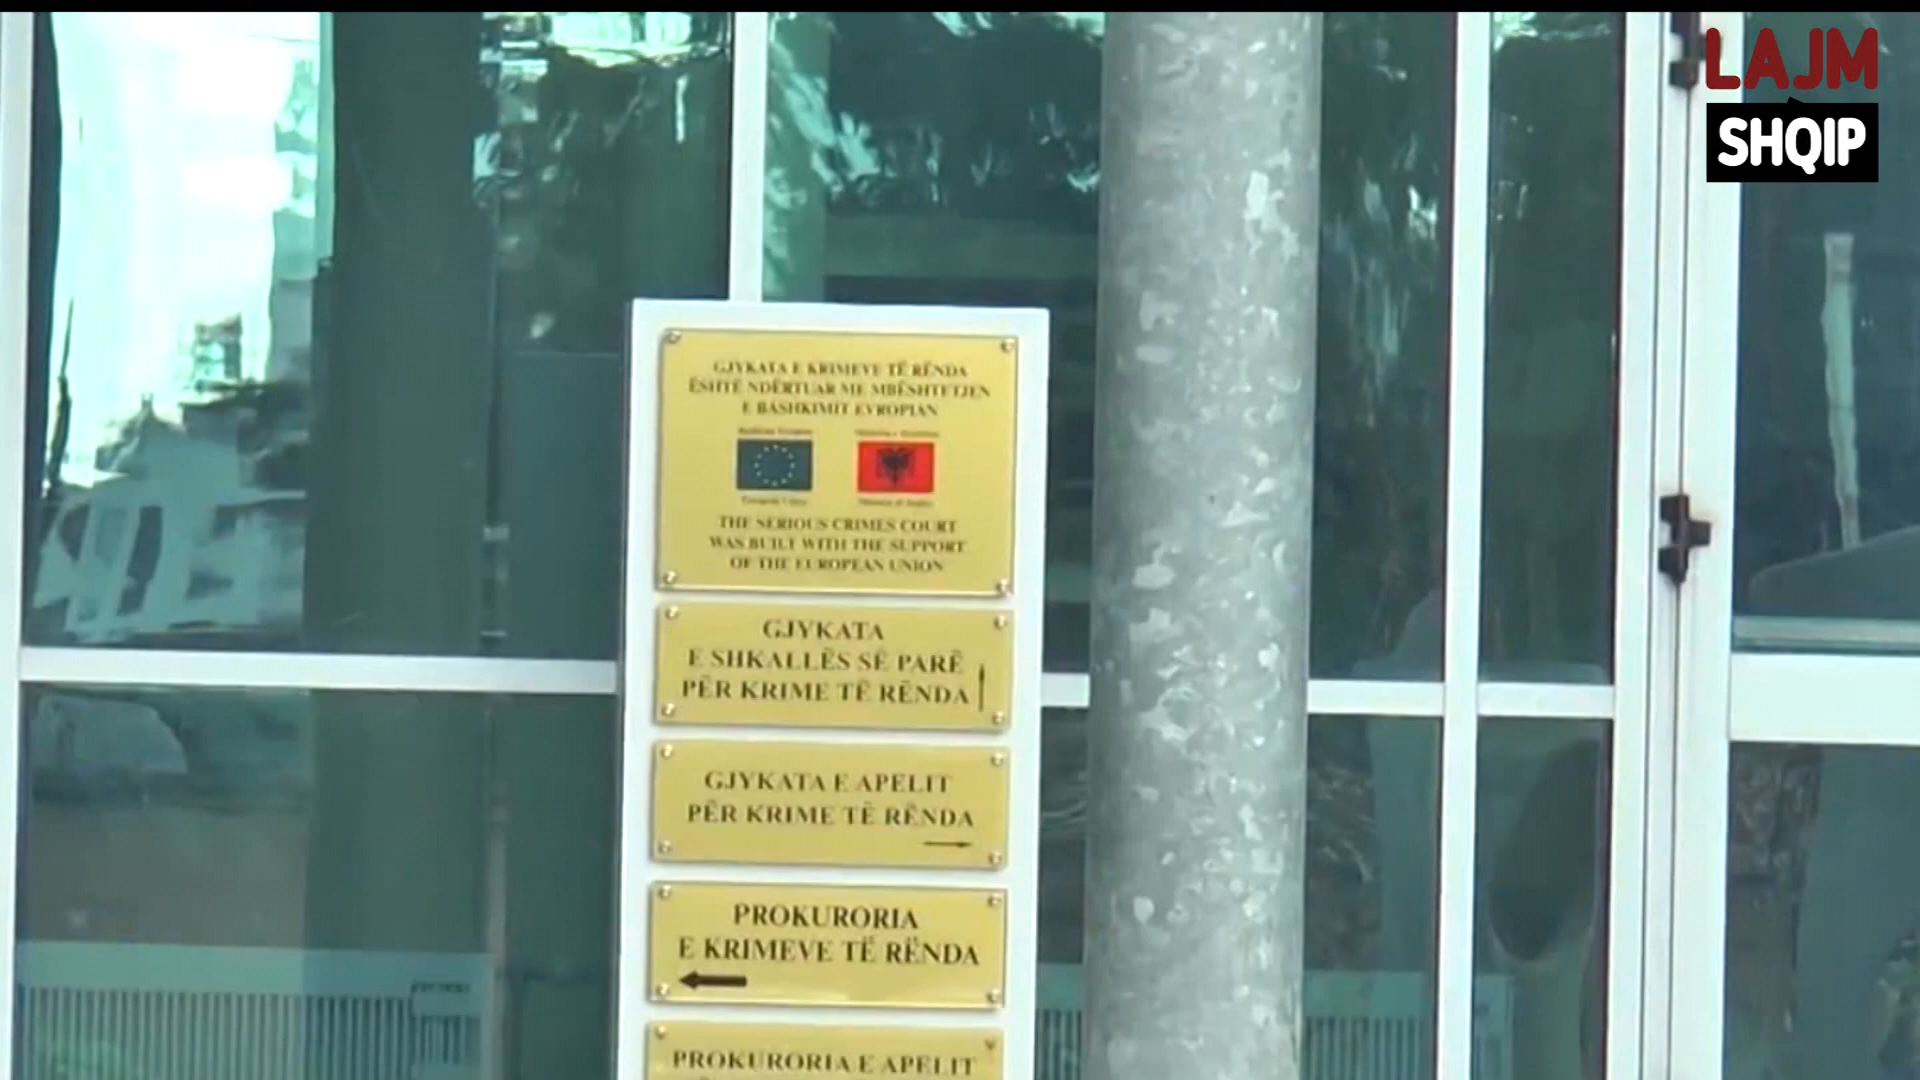 LAJM
SHQIP
GJYKATA E KRIMEVE TË RËNDA
ËSHTË NDËRTUAR ME MBËSHTETJEN
E BASHKIMIT EVROPIAN
THE SERIOUS CRIMES COURT
WAS BUILT WITH THE SUPPORT
OF THE EUROPEAN UNION
GJYKATA
E SHKALLËS SË PARË
PËR KRIME TË RËNDA
GJYKATA E APELIT
PËR KRIME TË RËNDA
PROKURORIA
E KRIMEVE TË RËNDA
PROKURORIA E APELIT